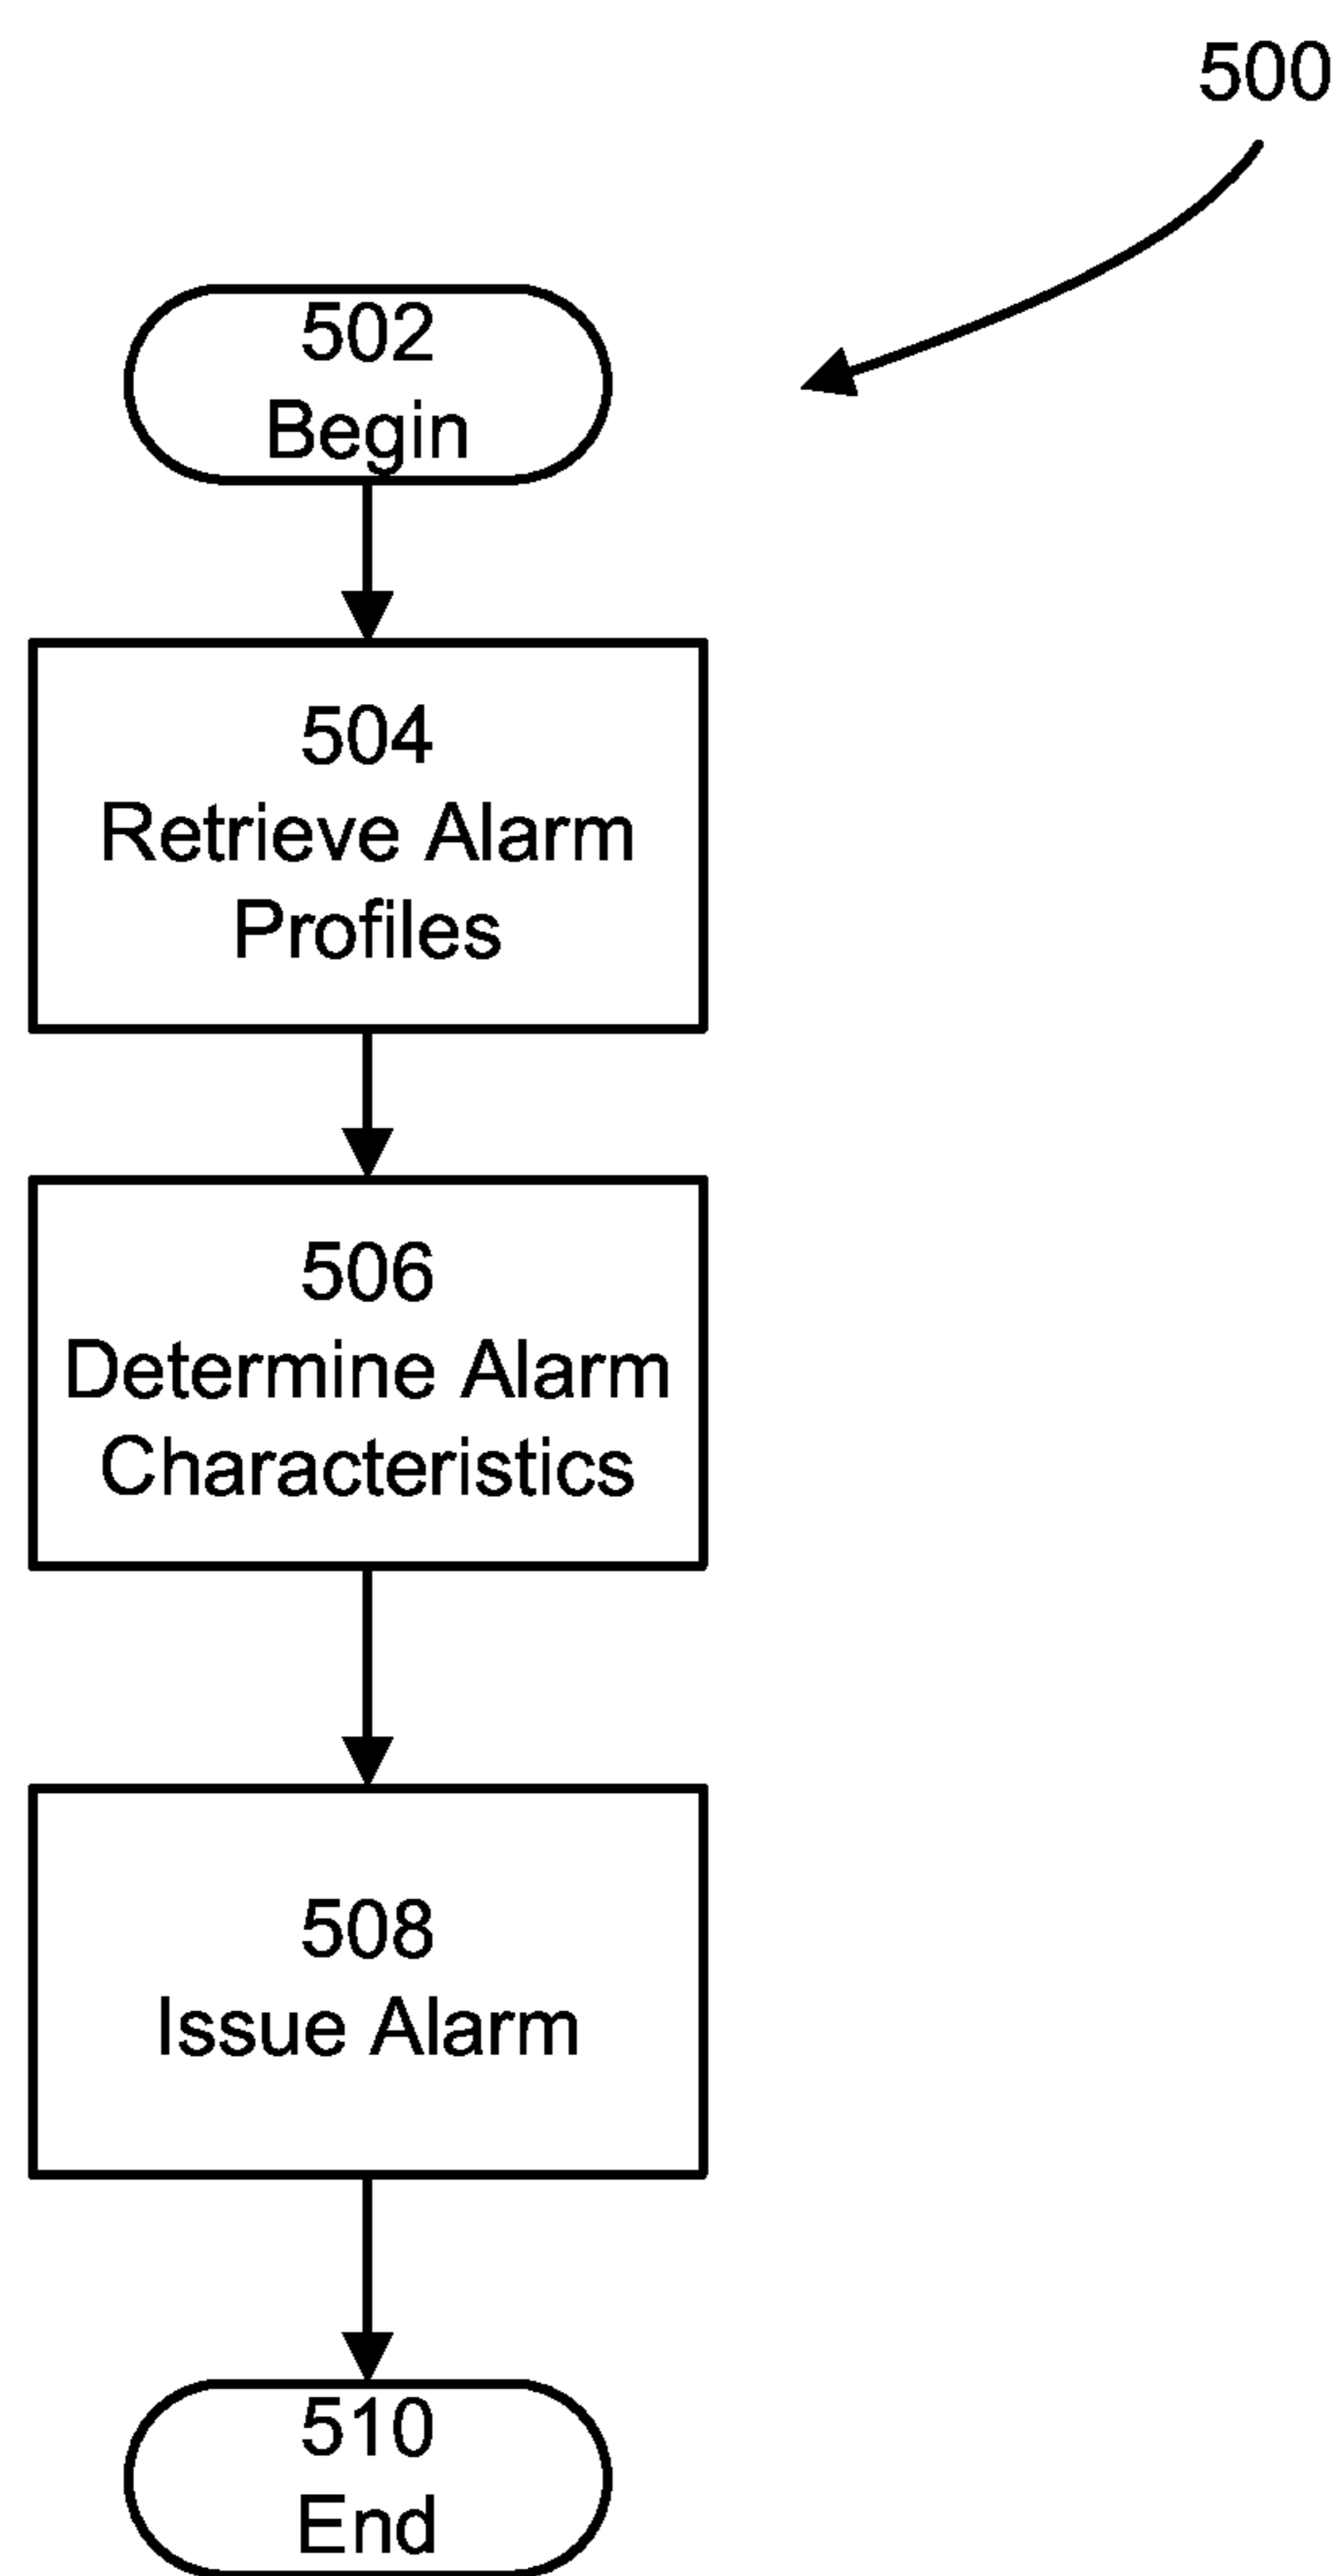 500
502
Begin
504
Retrieve Alarm
Profiles
506
Determine Alarm
Characteristics
508
Issue Alarm
510
End